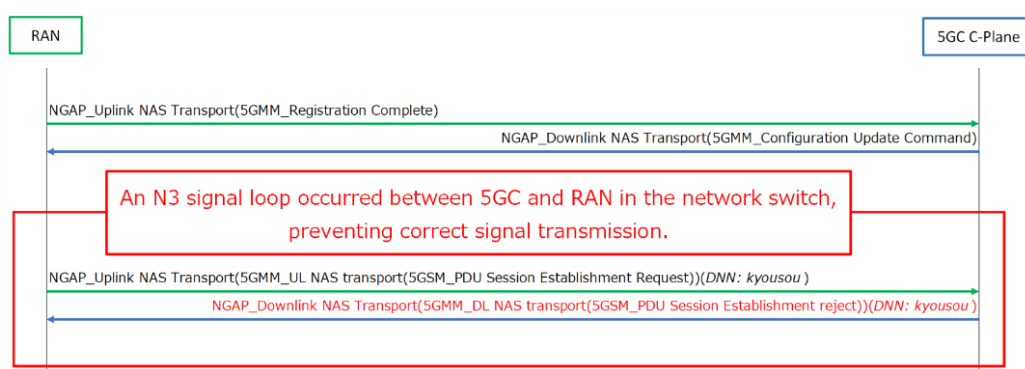 RAN
5GC C-Plane
NGAP_Uplink NAS Transport(5GMM_Registration Complete)
NGAP_Downlink NAS Transport(5GMM_Configuration Update Command)
An N3 signal loop occurred between 5GC and RAN in the network switch,
preventing correct signal transmission.
NGAP_Uplink NAS Transport(5GMM_UL NAS transport(5GSM_PDU Session Establishment Request))(DNN: kyousou )
NGAP_Downlink NAS Transport(5GMM_DL NAS transport(5GSM_PDU Session Establishment reject))(DNN: kyousou )